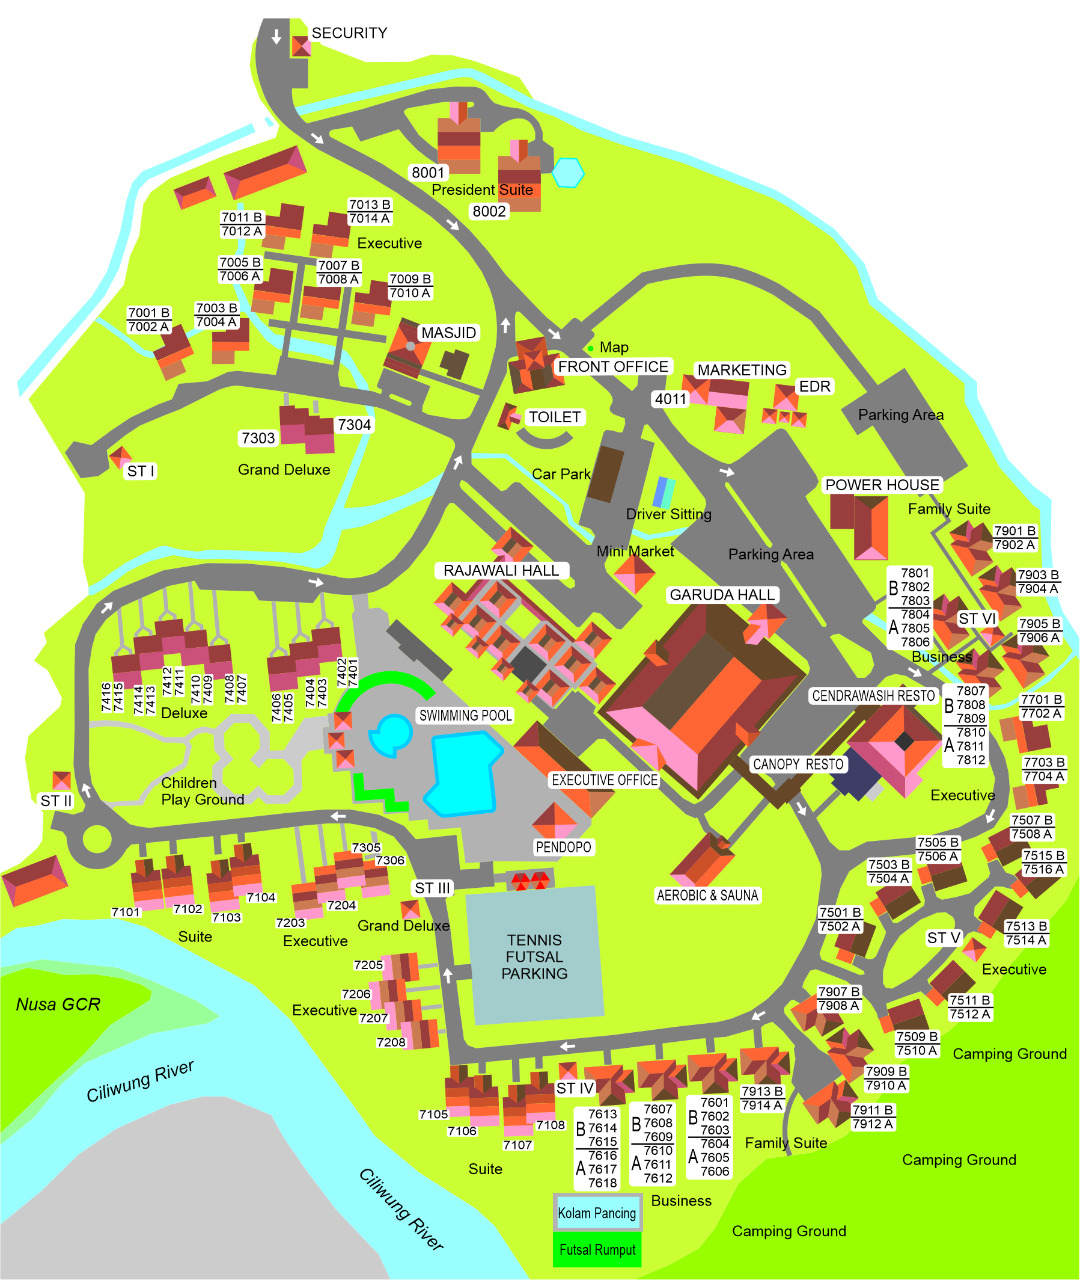 SECURITY
8001
President Suite
8002
7011 B
7012 A
7013 B
7014 A
Executive
7005 B
7006 A
7007 B
7008 A
7009 B
7010 A
7001 B
7002 A
7003 B
7004 A
MASJID
Map
FRONT OFFICE
MARKETING
4011
EDR
TOILET
Parking Area
7303
7304
Grand Deluxe
ST I
Car Park
Driver Sitting
POWER HOUSE
Family Suite
Mini Market
Parking Area
RAJAWALI HALL
GARUDA HALL
7901 B
7902 A
7903 B
7904 A
B
7801
7802
7803
A
7804
7805
7806
ST VI
7905 B
7906 A
Business
7416
7415
7414
7413
7412
7411
7410
7409
7408
7407
7406
7405
7404
7403
7402
7401
Deluxe
SWIMMING POOL
CENDRAWASIH RESTO
B
7807
7808
7809
A
7810
7811
7812
7701 B
7702 A
7703 B
7704 A
Children
Play Ground
ST II
EXECUTIVE OFFICE
CANOPY RESTO
Executive
PENDOPO
7507 B
7508 A
7505 B
7506 A
7515 B
7516 A
7503 B
7504 A
7305
7306
ST III
AEROBIC & SAUNA
7101
7102
7103
7104
7203
7204
Suite
Executive
Grand Deluxe
7501 B
7502 A
ST V
7513 B
7514 A
Executive
TENNIS
FUTSAL
PARKING
7205
7206
Executive
7207
7208
7907 B
7908 A
7511 B
7512 A
7509 B
7510 A
Camping Ground
Nusa GCR
Ciliwung River
7909 B
7910 A
7911 B
7912 A
7913 B
7914 A
Family Suite
ST IV
7105
7106
7107
7108
Suite
B
7613
7614
7615
A
7616
7617
7618
B
7607
7608
7609
A
7610
7611
7612
B
7601
7602
7603
A
7604
7605
7606
Business
Camping Ground
Ciliwung River
Kolam Pancing
Futsal Rumput
Camping Ground